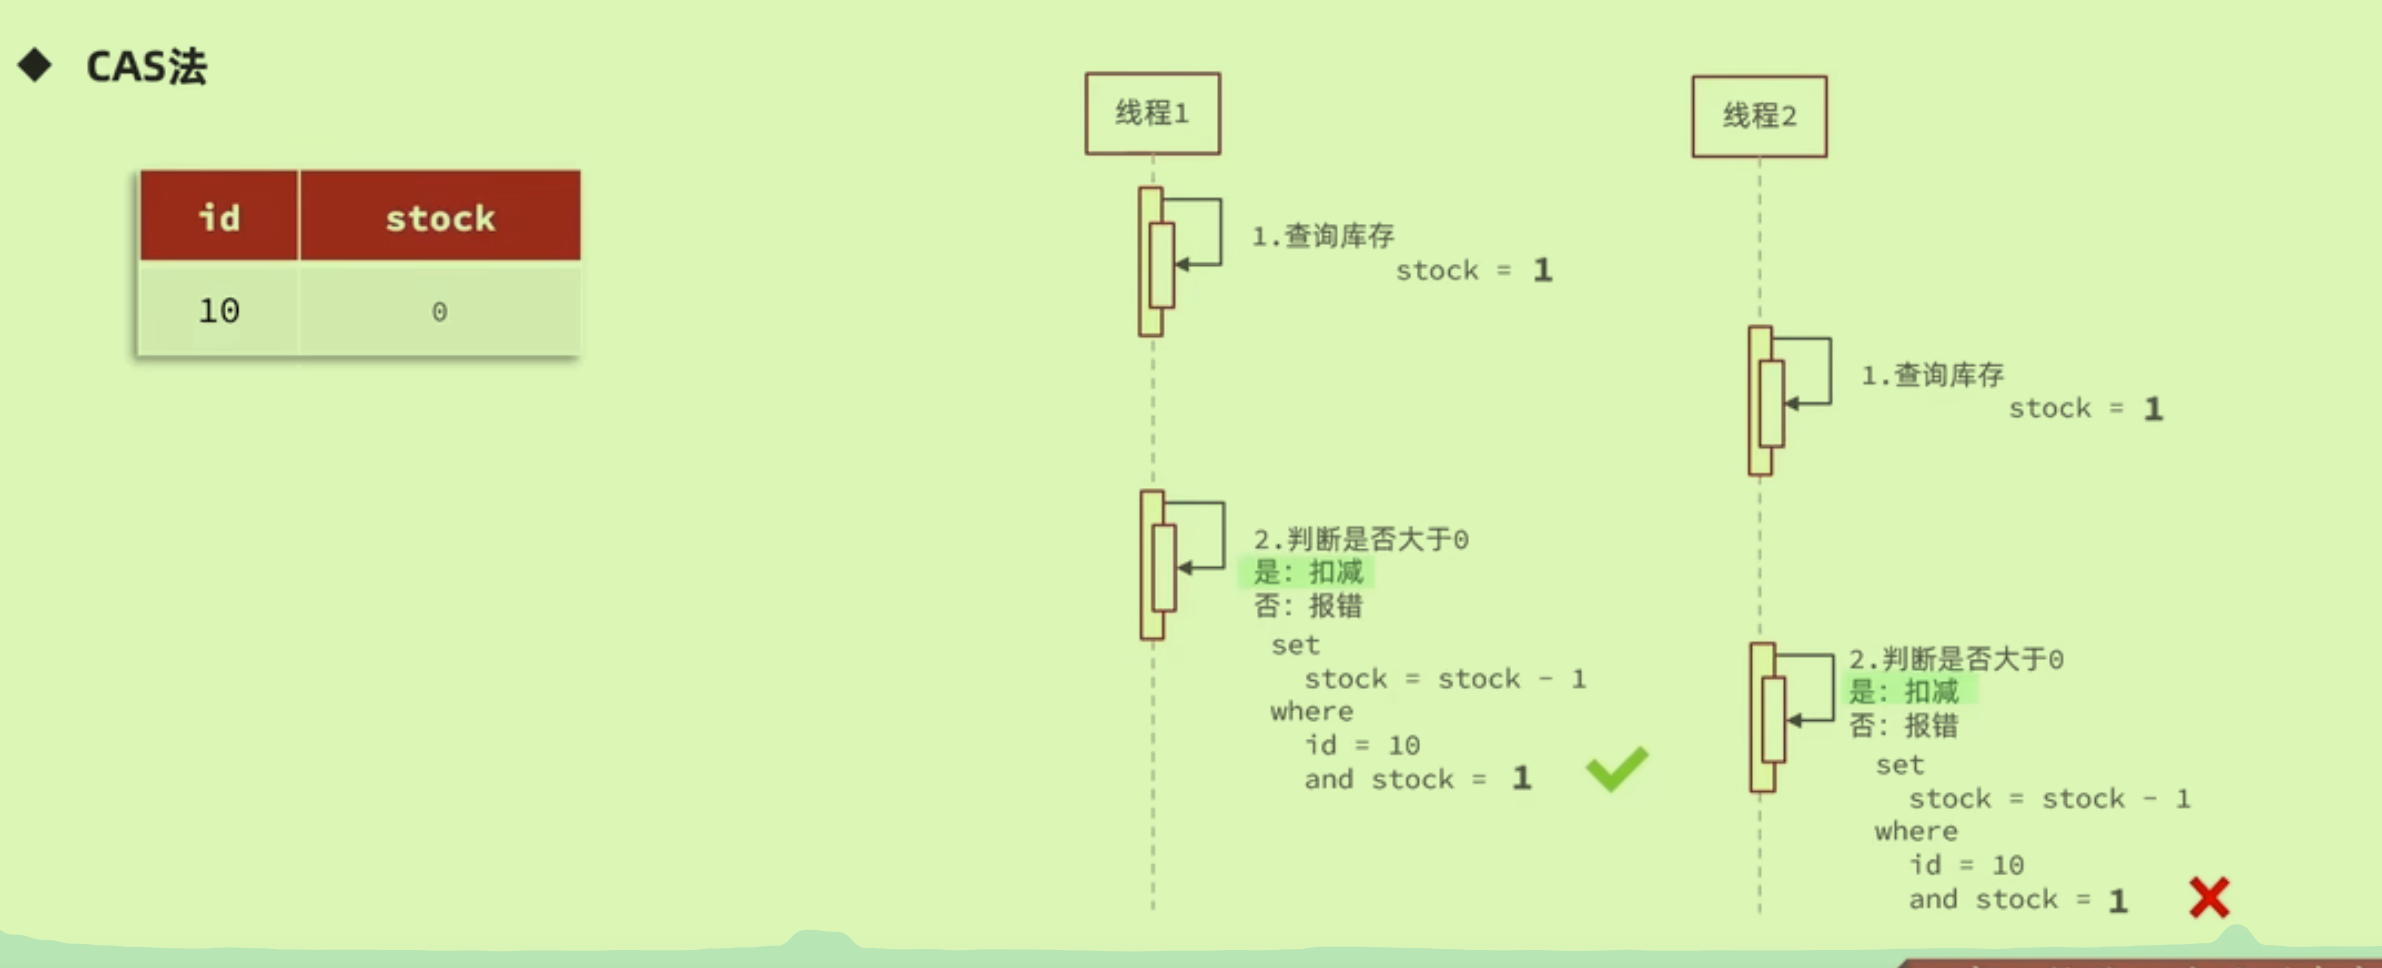 CAS法
id stock
10 0
线程1
1.查询库存
stock = 1
2.判断是否大于0
是: 扣减
否: 报错
set
stock = stock - 1
where
id = 10
and stock = 1
线程2
1.查询库存
stock = 1
2.判断是否大于0
是: 扣减
否: 报错
set
stock = stock - 1
where
id = 10
and stock = 1